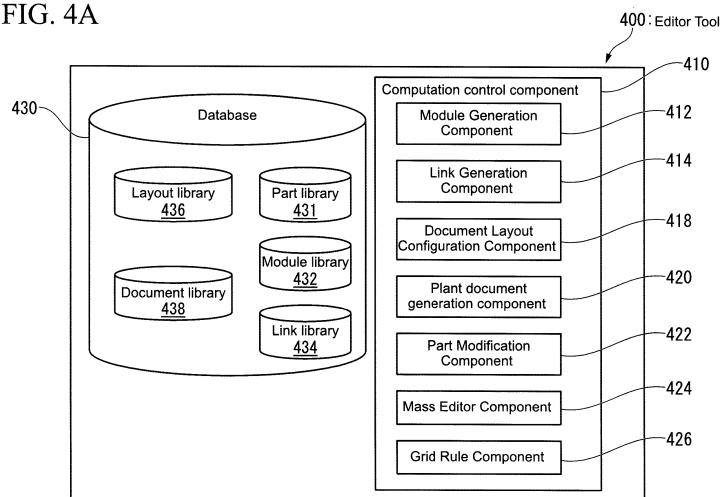 FIG. 4A
400: Editor Tool
430
Database
Layout library
436
Part library
431
Module library
432
Document library
438
Link library
434
Computation control component
410
Module Generation
Component
412
Link Generation
Component
414
Document Layout
Configuration Component
418
Plant document
generation component
420
Part Modification
Component
422
Mass Editor Component
424
Grid Rule Component
426